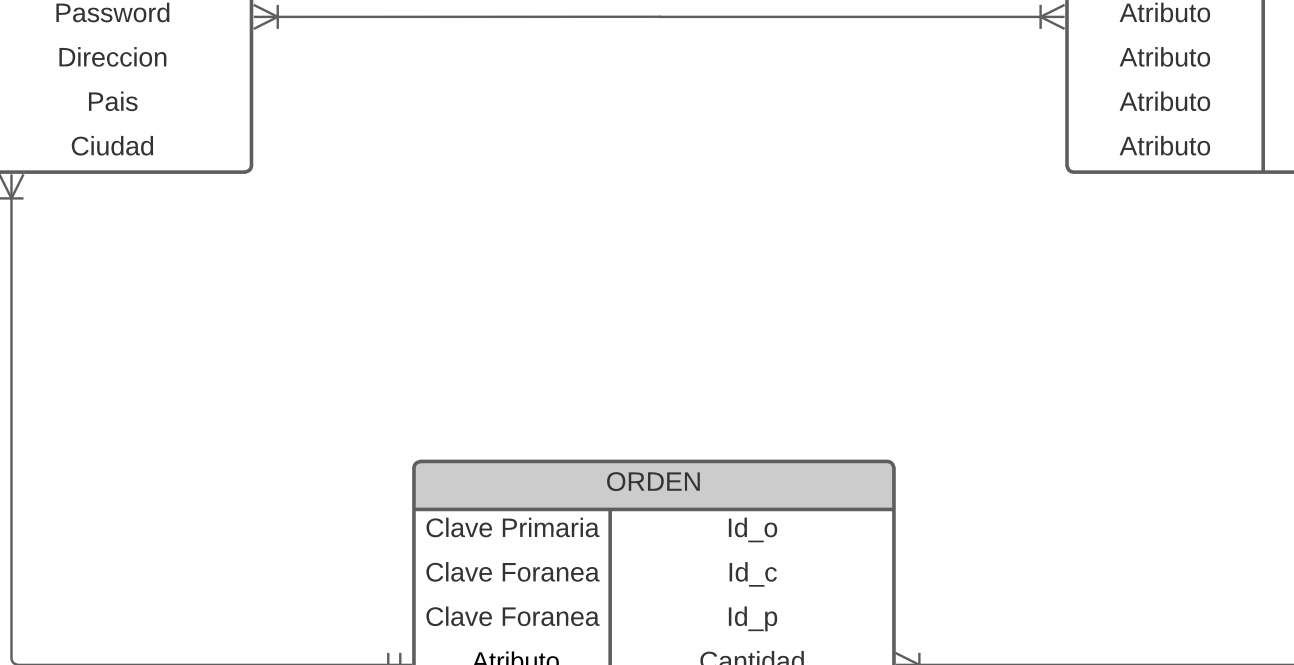 Password
Direccion
Pais
Ciudad
Atributo
Atributo
Atributo
Atributo
ORDEN
Clave Primaria Id_o
Clave Foranea Id_c
Clave Foranea Id_p
Atributo Cantidad